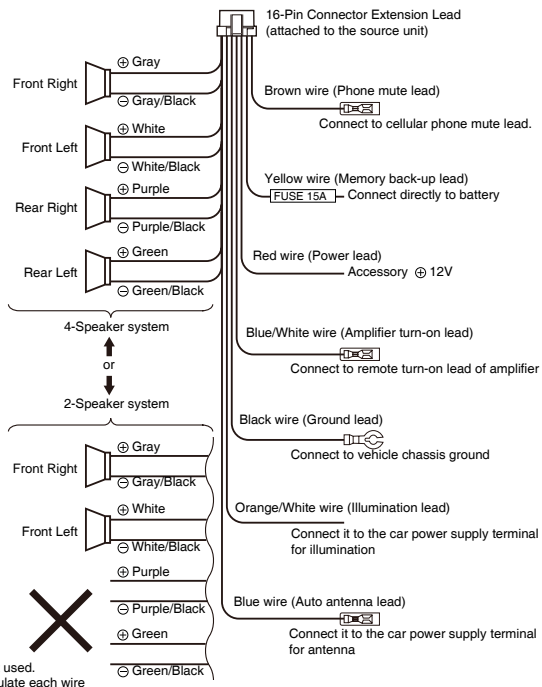 16-Pin Connector Extension Lead
(attached to the source unit)
⊕ Gray
Front Right
⊖ Gray/Black
⊕ White
Front Left
⊖ White/Black
⊕ Purple
Rear Right
⊖ Purple/Black
⊕ Green
Rear Left
⊖ Green/Black
4-Speaker system
or
2-Speaker system
⊕ Gray
Front Right
⊖ Gray/Black
⊕ White
Front Left
⊖ White/Black
⊕ Purple
⊖ Purple/Black
⊕ Green
⊖ Green/Black
used.
ulate each wire
Brown wire (Phone mute lead)
Connect to cellular phone mute lead.
Yellow wire (Memory back-up lead)
FUSE 15A Connect directly to battery
Red wire (Power lead)
Accessory ⊕ 12V
Blue/White wire (Amplifier turn-on lead)
Connect to remote turn-on lead of amplifier
Black wire (Ground lead)
Connect to vehicle chassis ground
Orange/White wire (Illumination lead)
Connect it to the car power supply terminal
for illumination
Blue wire (Auto antenna lead)
Connect it to the car power supply terminal
for antenna